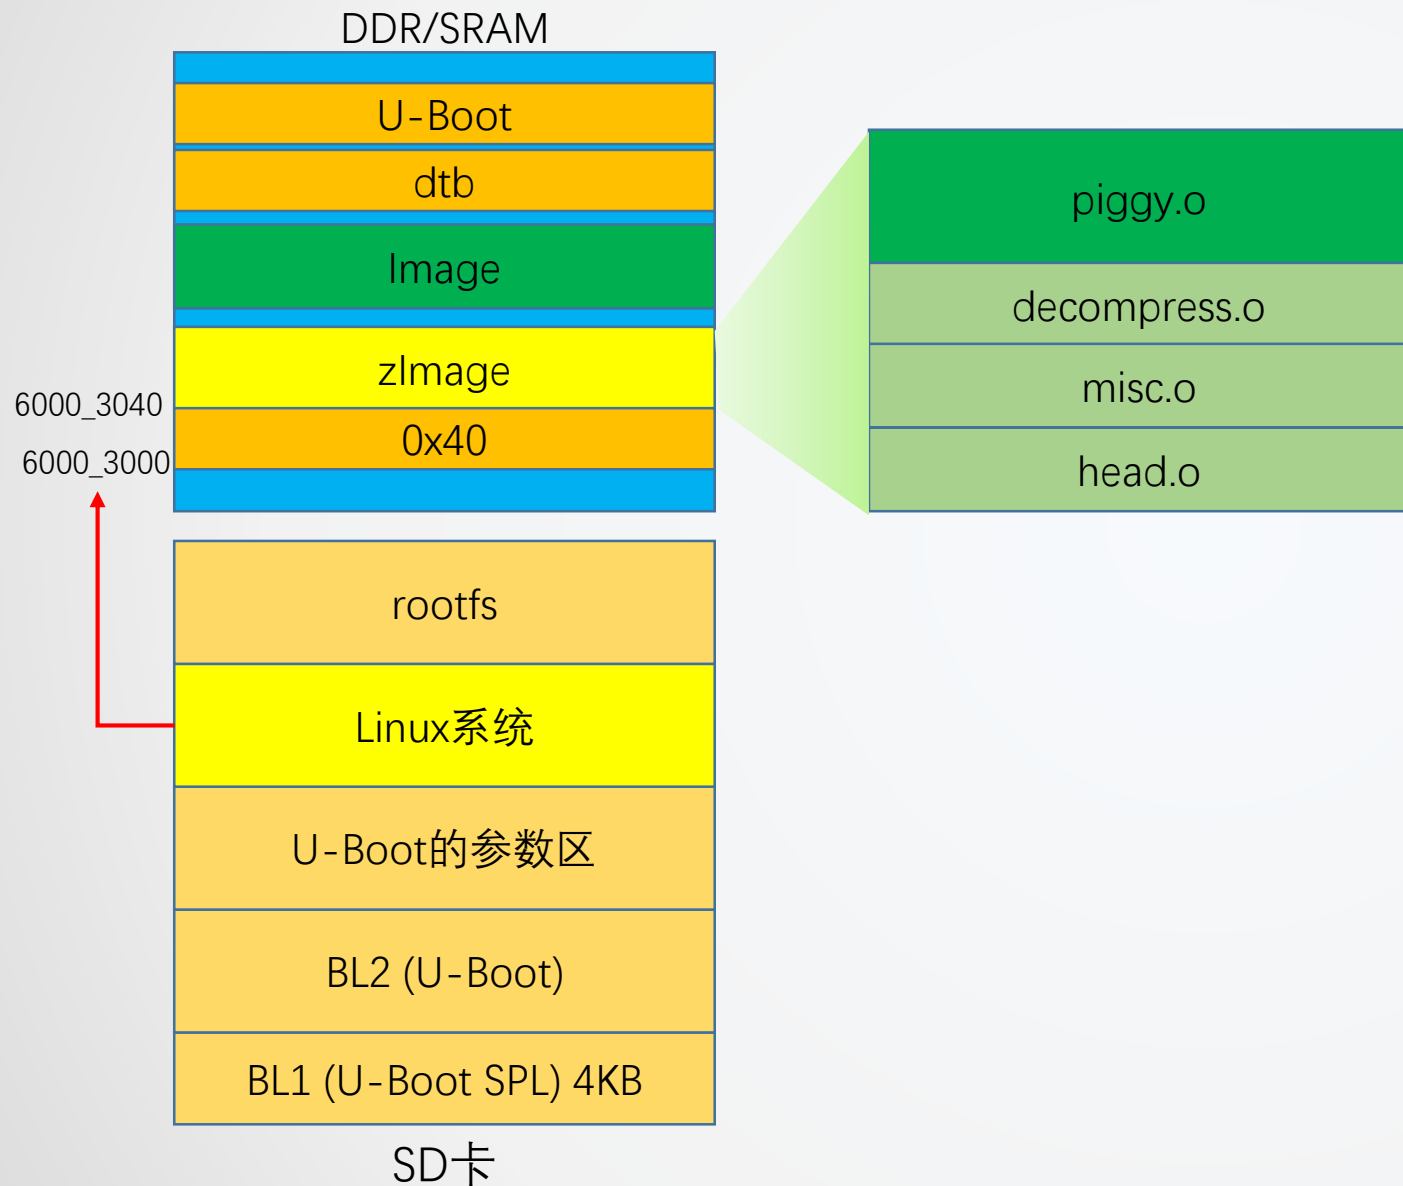 DDR/SRAM
U-Boot
dtb
Image
zImage
6000_3040
0x40
6000_3000
piggy.o
decompress.o
misc.o
head.o
rootfs
Linux系统
U-Boot的参数区
BL2 (U-Boot)
BL1 (U-Boot SPL) 4KB
SD卡